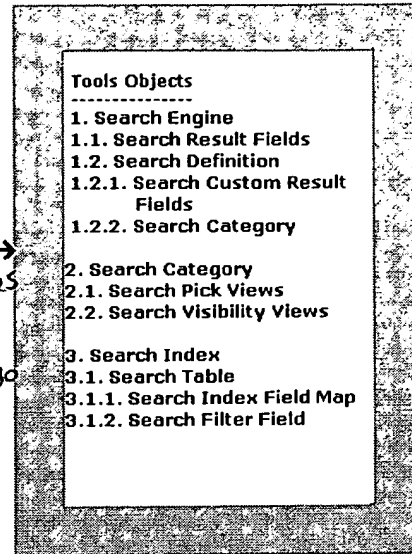 Tools Objects
-------------
1. Search Engine
1.1. Search Result Fields
1.2. Search Definition
1.2.1. Search Custom Result
Fields
1.2.2. Search Category
2. Search Category
2.1. Search Pick Views
2.2. Search Visibility Views
3. Search Index
3.1. Search Table
3.1.1. Search Index Field Map
3.1.2. Search Filter Field